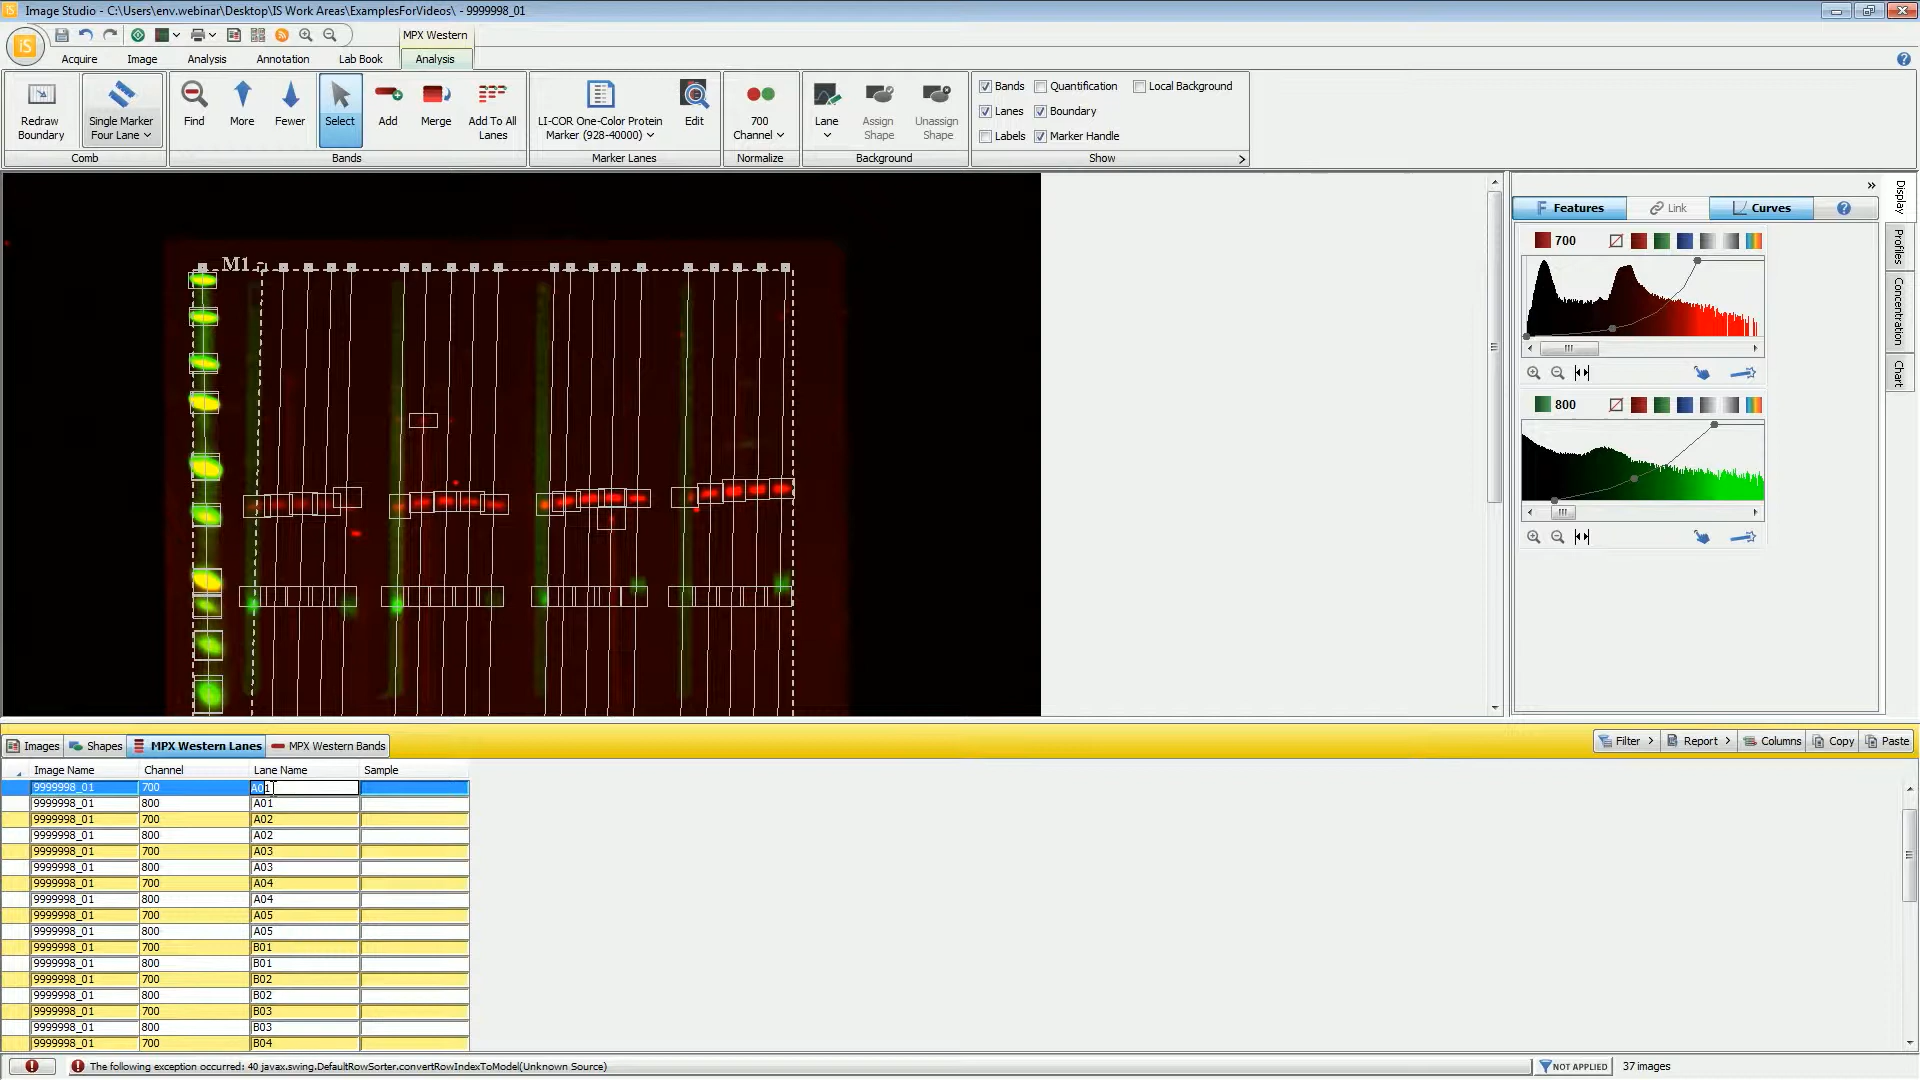 Image Studio - C:\Users\env.webinar\Desktop\IS Work Areas\ExamplesForVideos\ - 9999998_01
MPX Western
Acquire Image Analysis Annotation Lab Book Analysis
Redraw Boundary
Single Marker Four Lane
Comb
Find
More
Fewer
Select
Add
Merge
Add To All Lanes
Bands
LI-COR One-Color Protein Marker (928-40000)
Edit
Marker Lanes
700 Channel
Normalize
Lane
Assign Shape
Unassign Shape
Background
Bands Quantification Local Background
Lanes Boundary
Labels Marker Handle
Show
M1
Features Link Curves
700
800
Display
Profiles
Concentration
Chart
Images Shapes MPX Western Lanes MPX Western Bands
Filter Report Columns Copy Paste
Image Name Channel Lane Name Sample
9999998_01 700 A01
9999998_01 800 A01
9999998_01 700 A02
9999998_01 800 A02
9999998_01 700 A03
9999998_01 800 A03
9999998_01 700 A04
9999998_01 800 A04
9999998_01 700 A05
9999998_01 800 A05
9999998_01 700 B01
9999998_01 800 B01
9999998_01 700 B02
9999998_01 800 B02
9999998_01 700 B03
9999998_01 800 B03
9999998_01 700 B04
The following exception occurred: 40 javax.swing.DefaultRowSorter.convertRowIndexToModel(Unknown Source)
NOT APPLIED 37 images